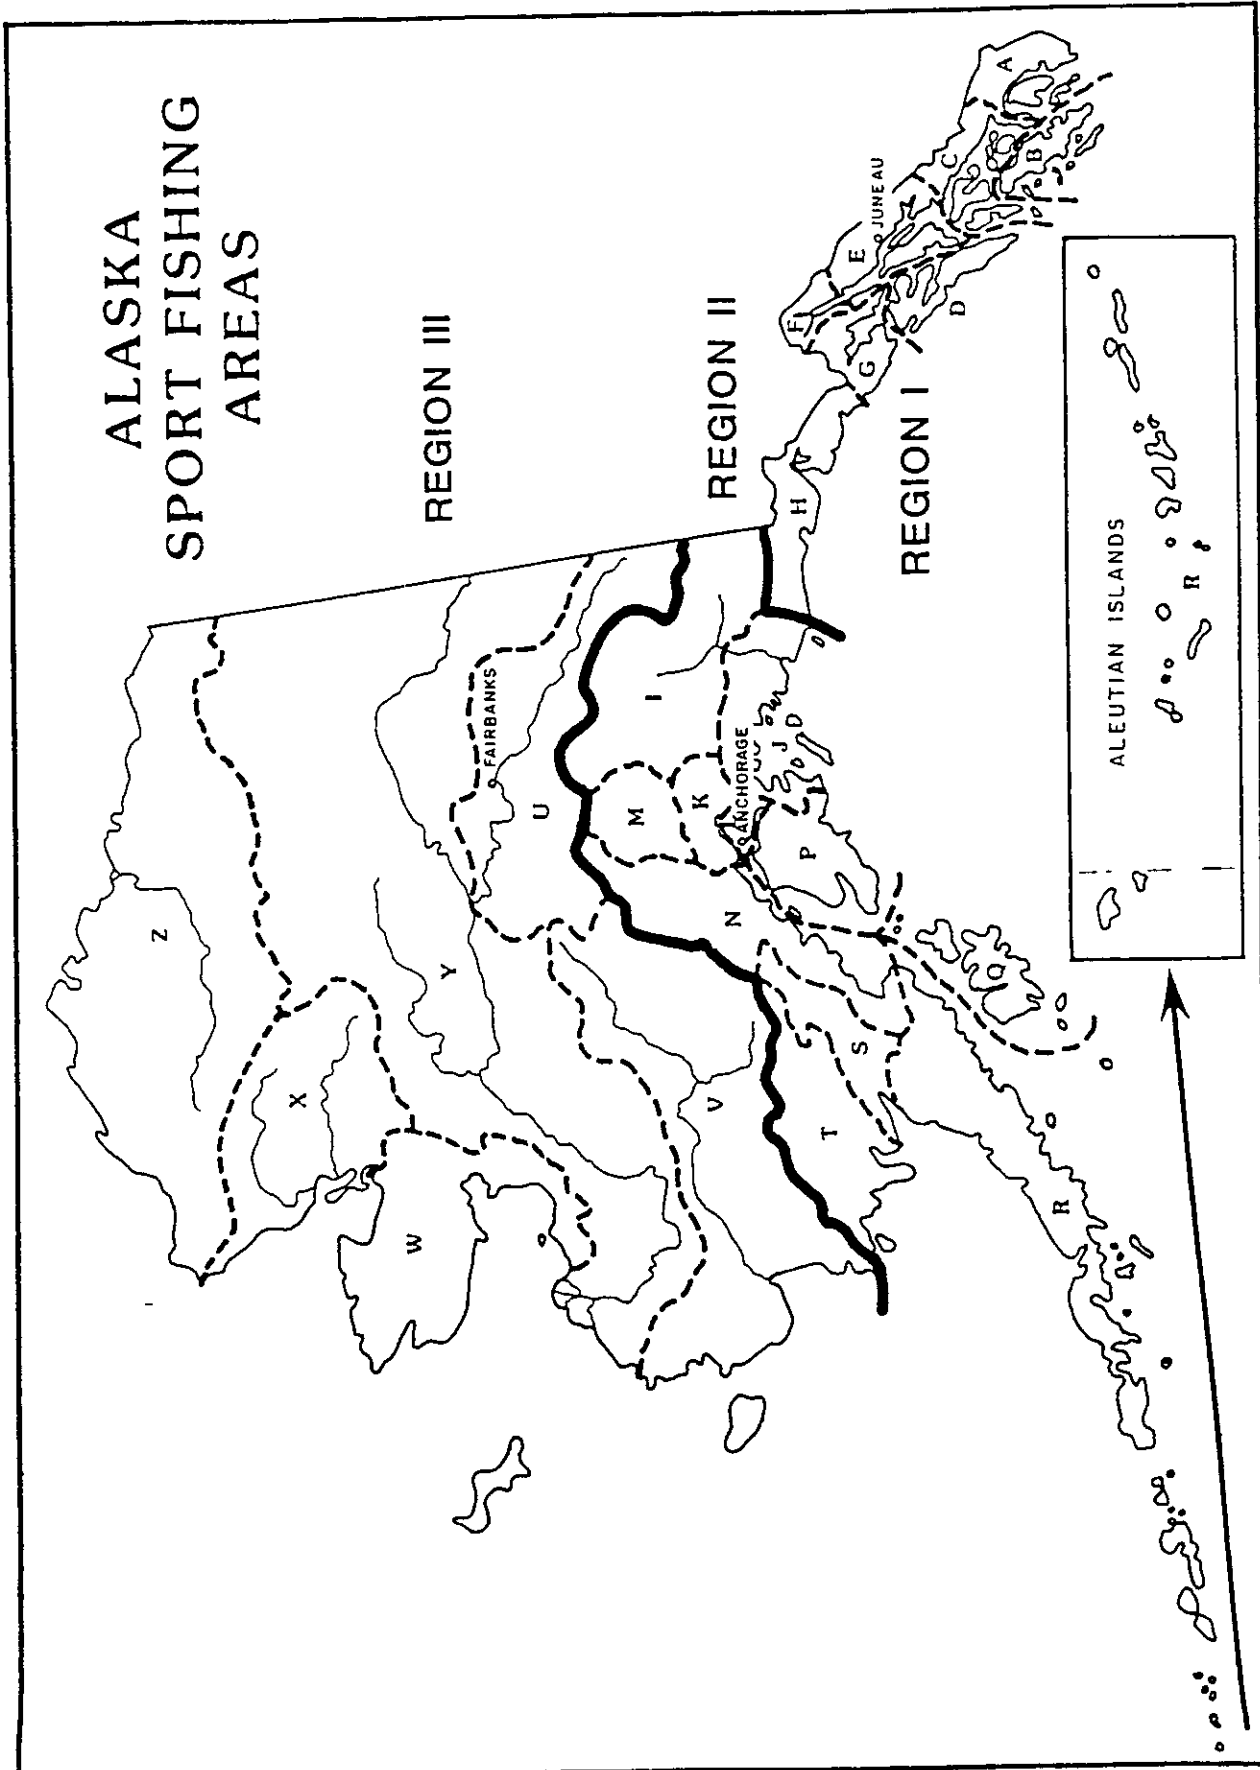 ALASKA
SPORT FISHING
AREAS
REGION III
REGION II
REGION I
Z
X
Y
W
FAIRBANKS
U
V
I
M
K
ANCHORAGE
J
P
N
S
T
Q
R
H
G
F
E
JUNEAU
D
C
B
A
ALEUTIAN ISLANDS
R